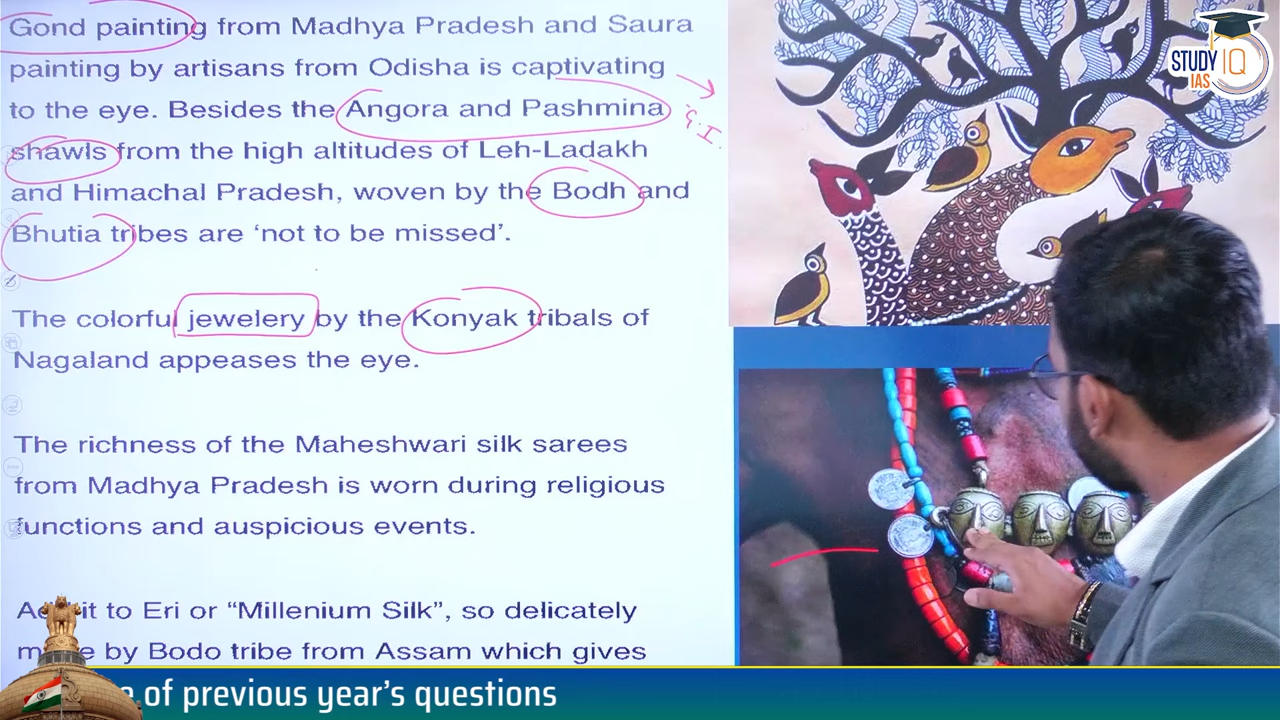 Gond painting from Madhya Pradesh and Saura
painting by artisans from Odisha is captivating
to the eye. Besides the Angora and Pashmina
shawls from the high altitudes of Leh-Ladakh
and Himachal Pradesh, woven by the Bodh and
Bhutia tribes are ‘not to be missed’.
G.I.
The colorful jewelery by the Konyak tribals of
Nagaland appeases the eye.
The richness of the Maheshwari silk sarees
from Madhya Pradesh is worn during religious
functions and auspicious events.
to Eri or “Millenium Silk”, so delicately
by Bodo tribe from Assam which gives
of previous year’s questions
STUDY IQ
IAS